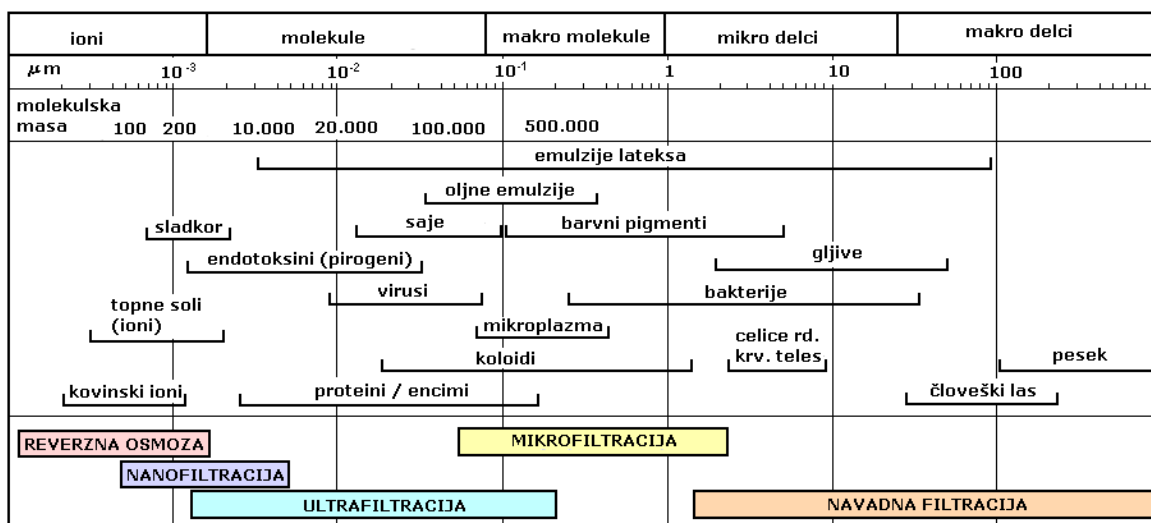 ioni molekule makro molekule mikro delci makro delci
μm 10⁻³ 10⁻² 10⁻¹ 1 10 100
molekulska
masa 100 200 10.000 20.000 100.000 500.000
emulzije lateksa
oljne emulzije
sladkor saje barvni pigmenti
endotoksini (pirogeni) gljive
topne soli
(ioni)
virusi bakterije
mikroplazma
celice rd.
krv. teles
koloidi pesek
kovinski ioni proteini / encimi človeški las
REVERZNA OSMOZA MIKROFILTRACIJA
NANOFILTRACIJA
ULTRAFILTRACIJA NAVADNA FILTRACIJA